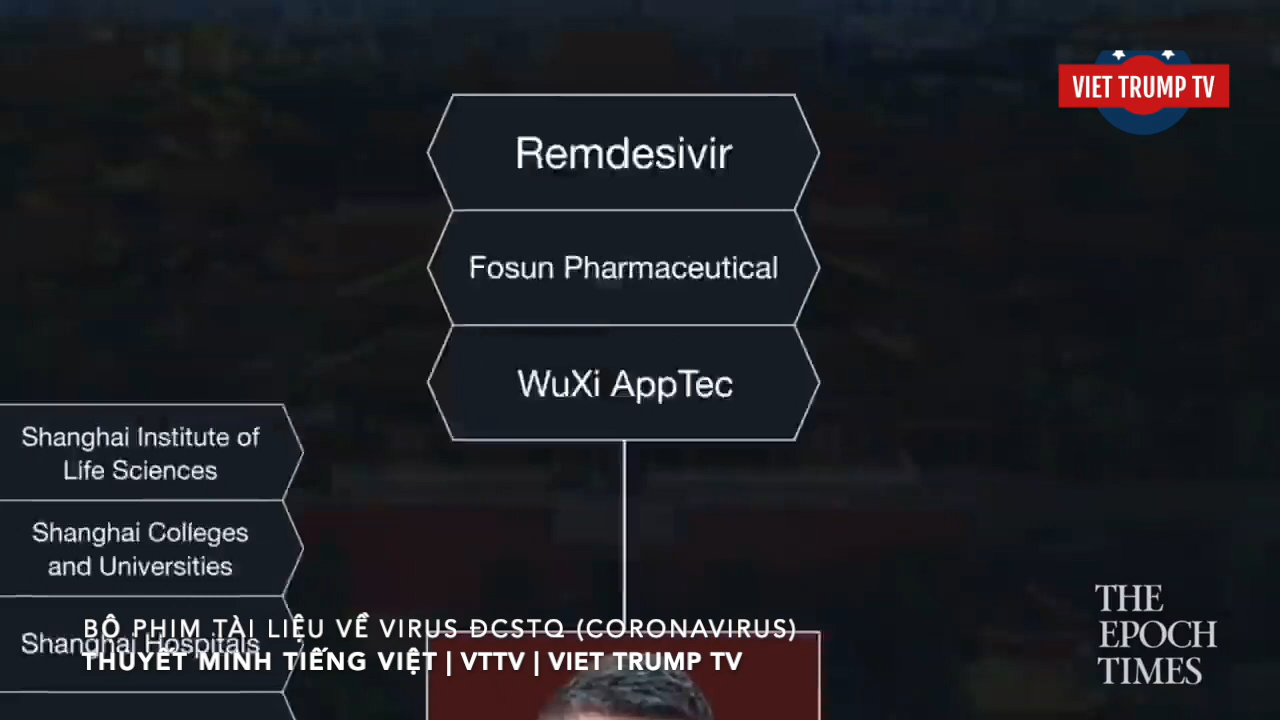 VIET TRUMP TV
Remdesivir
Fosun Pharmaceutical
WuXi AppTec
Shanghai Institute of
Life Sciences
Shanghai Colleges
and Universities
Shanghai Hospitals
BỘ PHIM TÀI LIỆU VỀ VIRUS ĐCSTQ (CORONAVIRUS)
THUYẾT MINH TIẾNG VIỆT | VTTV | VIET TRUMP TV
THE
EPOCH
TIMES